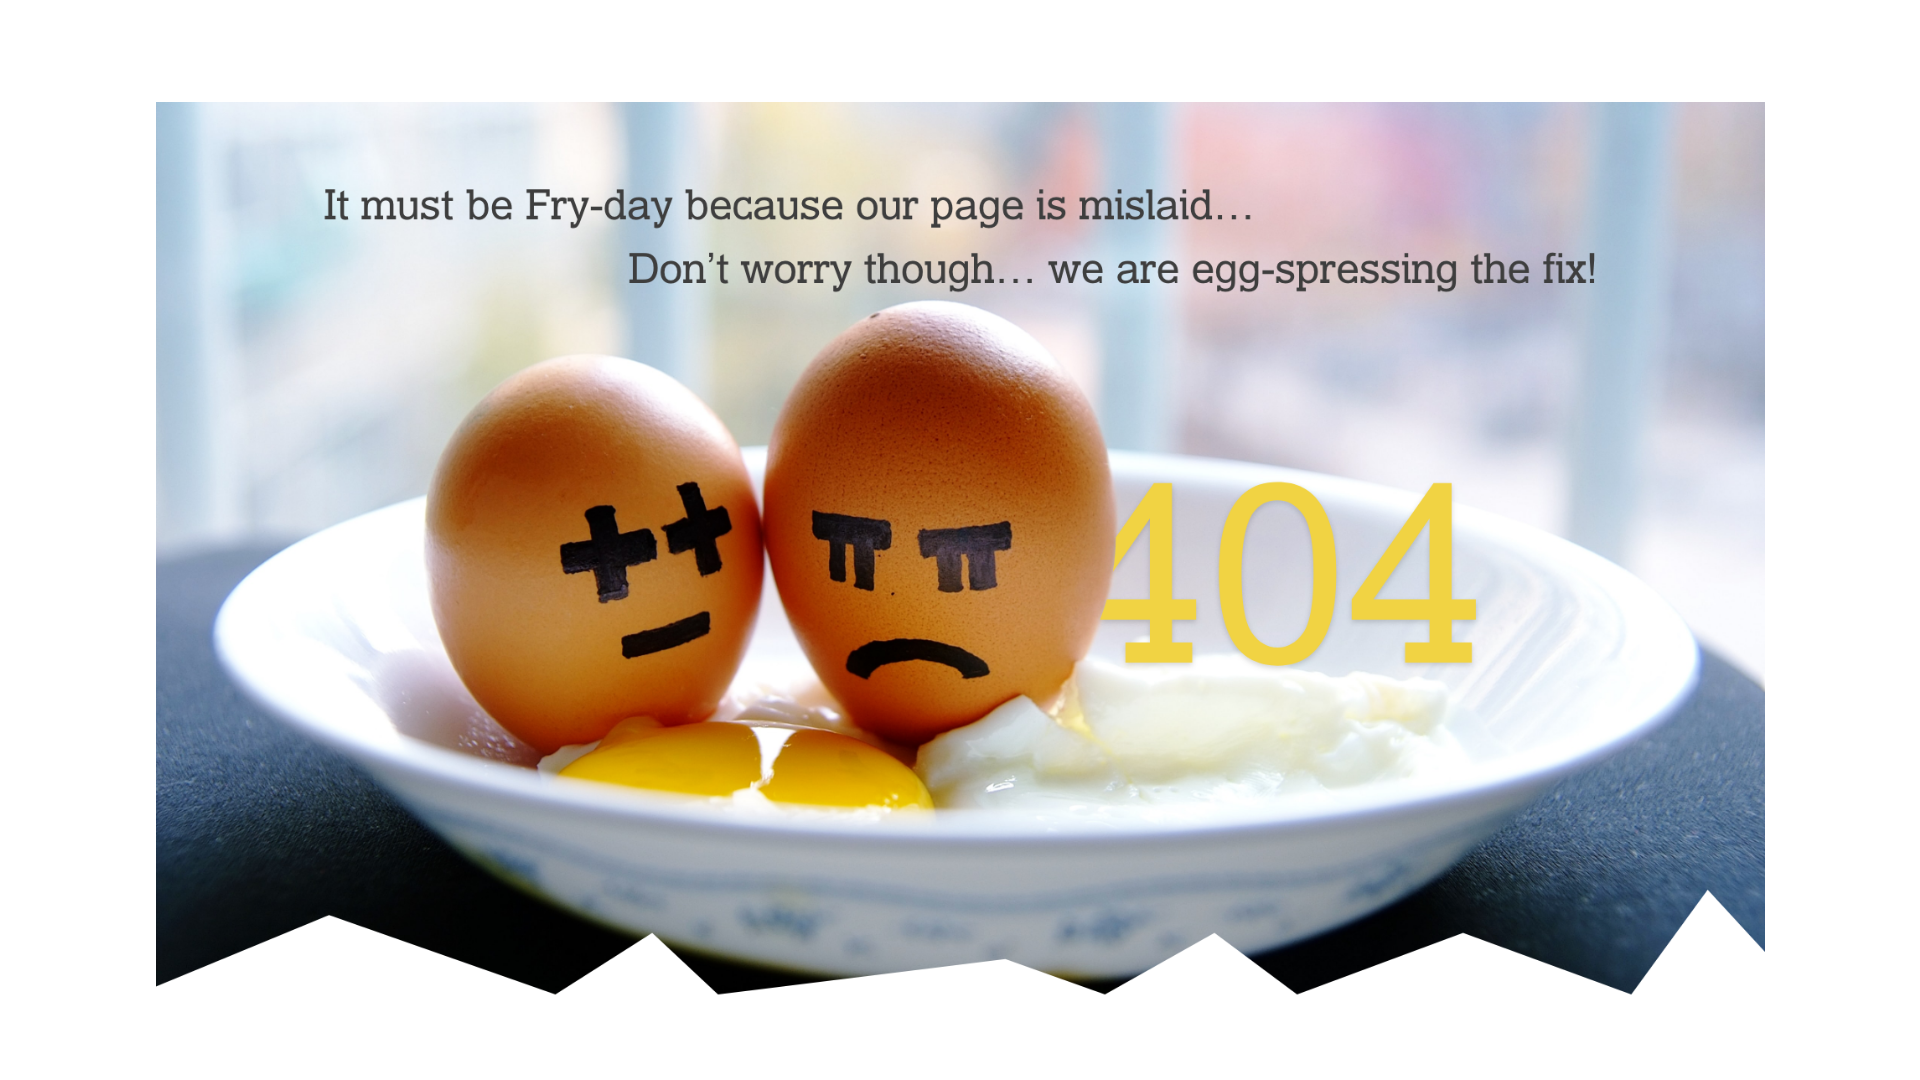 It must be Fry-day because our page is mislaid…
Don’t worry though… we are egg-spressing the fix!
404